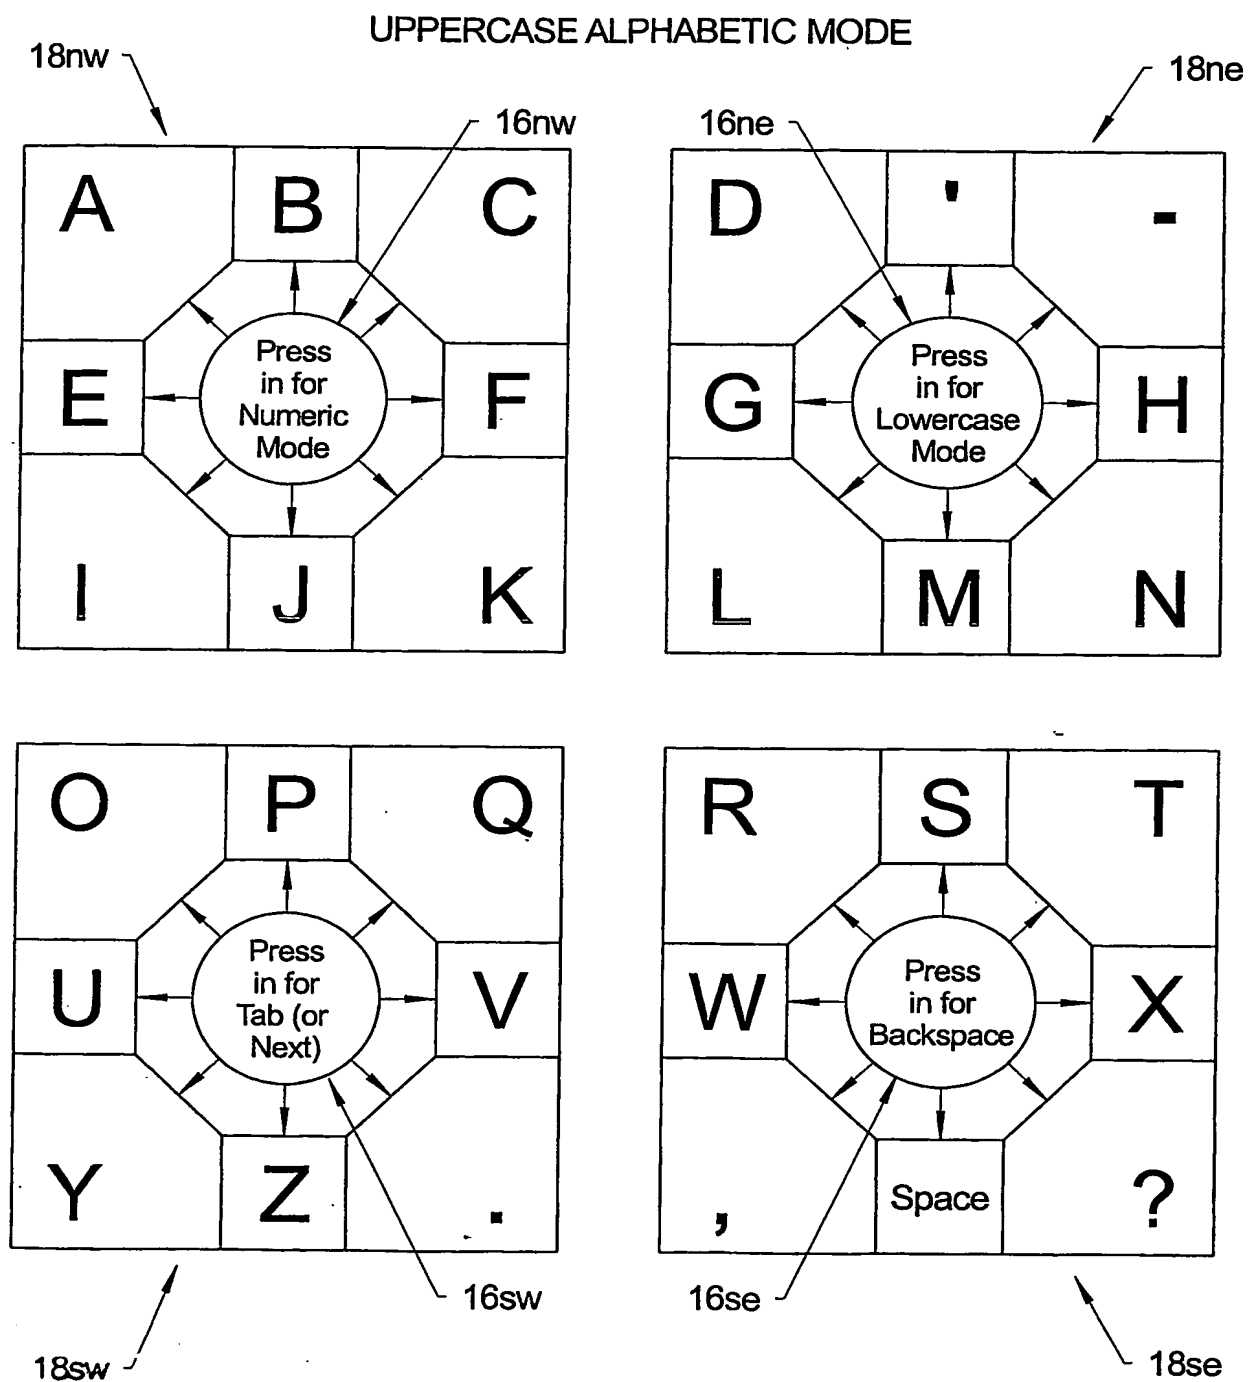 UPPERCASE ALPHABETIC MODE
18nw
18ne
16nw
16ne
A B C
D ' -
E
Press
in for
Numeric
Mode
F
G
Press
in for
Lowercase
Mode
H
I J K
L M N
O P Q
R S T
U
Press
in for
Tab (or
Next)
V
W
Press
in for
Backspace
X
Y Z .
, Space ?
16sw
16se
18sw
18se